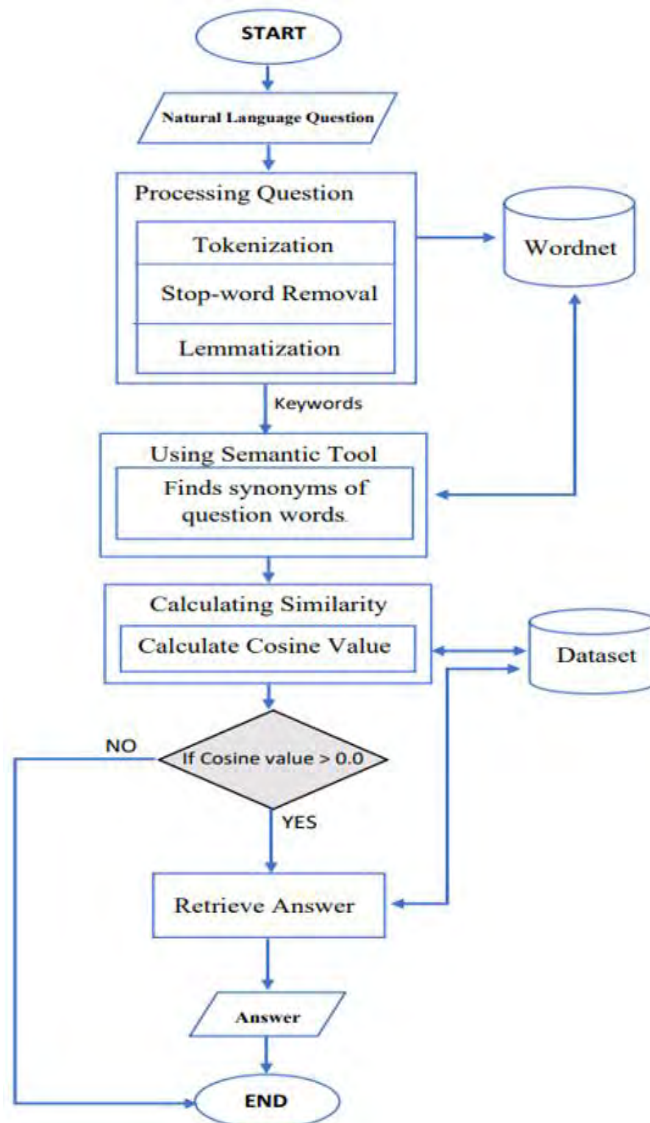 START
Natural Language Question
Processing Question
Tokenization
Stop-word Removal
Lemmatization
Wordnet
Keywords
Using Semantic Tool
Finds synonyms of
question words
Calculating Similarity
Calculate Cosine Value
Dataset
NO
If Cosine value > 0.0
YES
Retrieve Answer
Answer
END